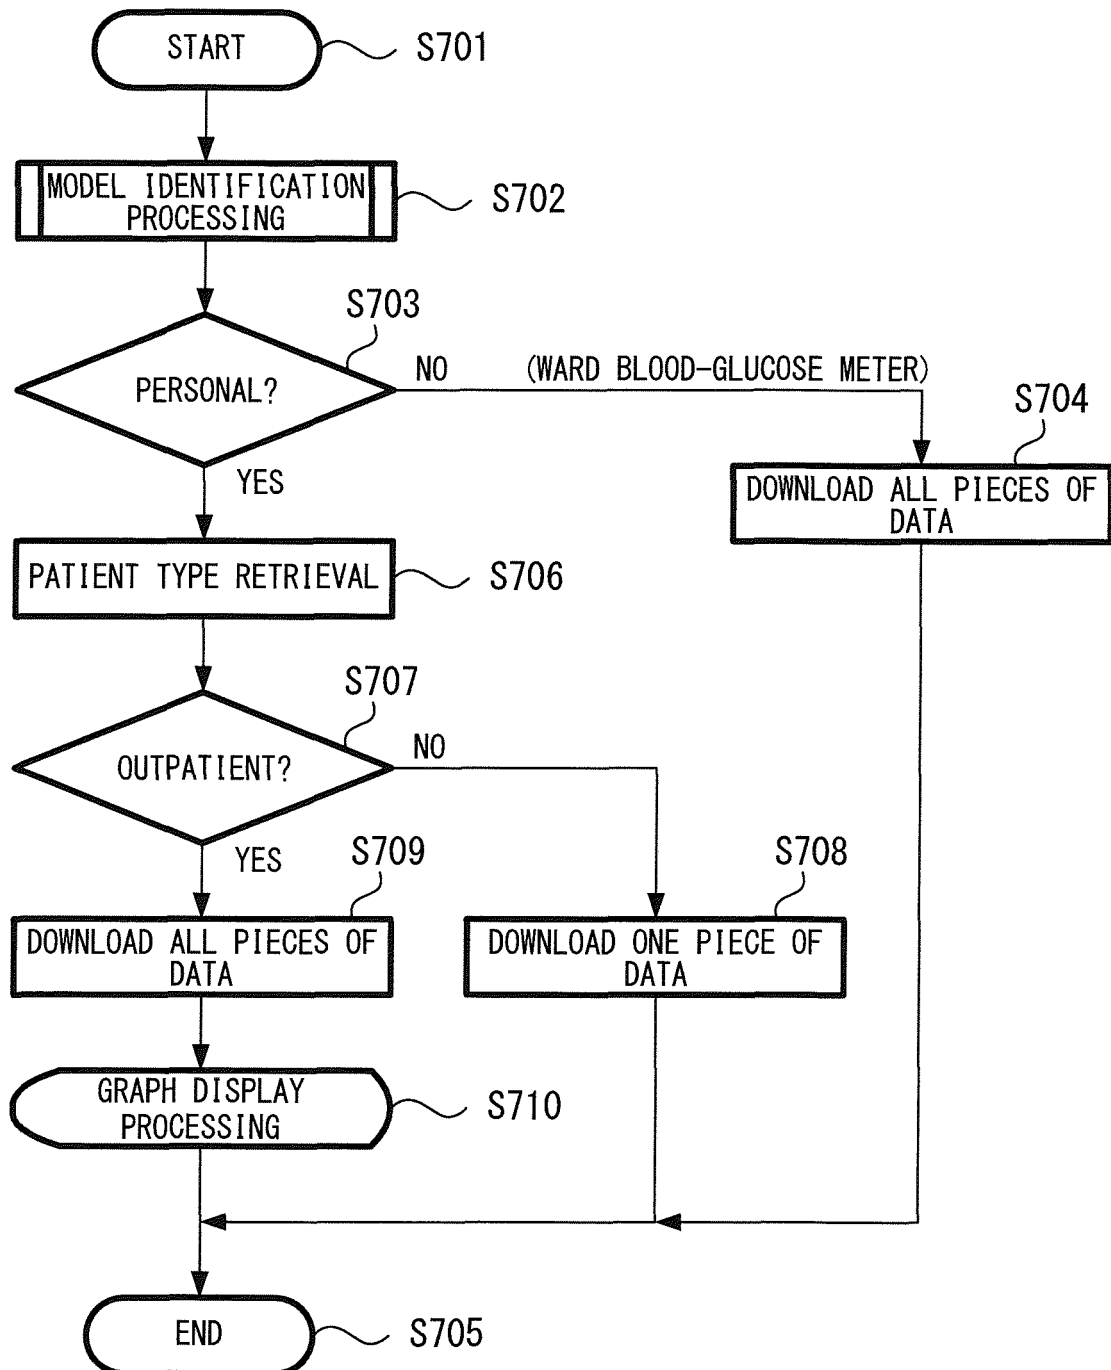 START
S701
MODEL IDENTIFICATION
PROCESSING
S702
S703
PERSONAL?
NO
(WARD BLOOD-GLUCOSE METER)
S704
YES
DOWNLOAD ALL PIECES OF
DATA
PATIENT TYPE RETRIEVAL
S706
S707
OUTPATIENT?
NO
YES
S709
S708
DOWNLOAD ALL PIECES OF
DATA
DOWNLOAD ONE PIECE OF
DATA
GRAPH DISPLAY
PROCESSING
S710
END
S705